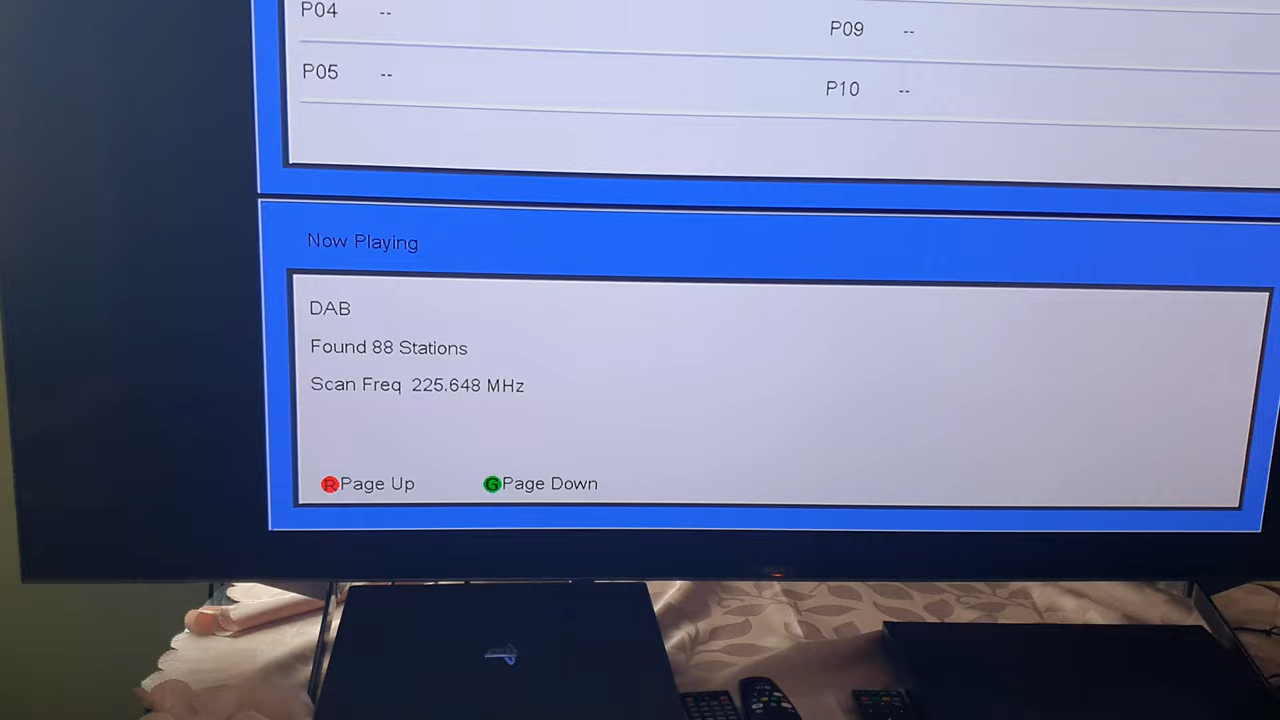 P04 --
P09 --
P05 --
P10 --
Now Playing
DAB
Found 88 Stations
Scan Freq 225.648 MHz
R Page Up
G Page Down